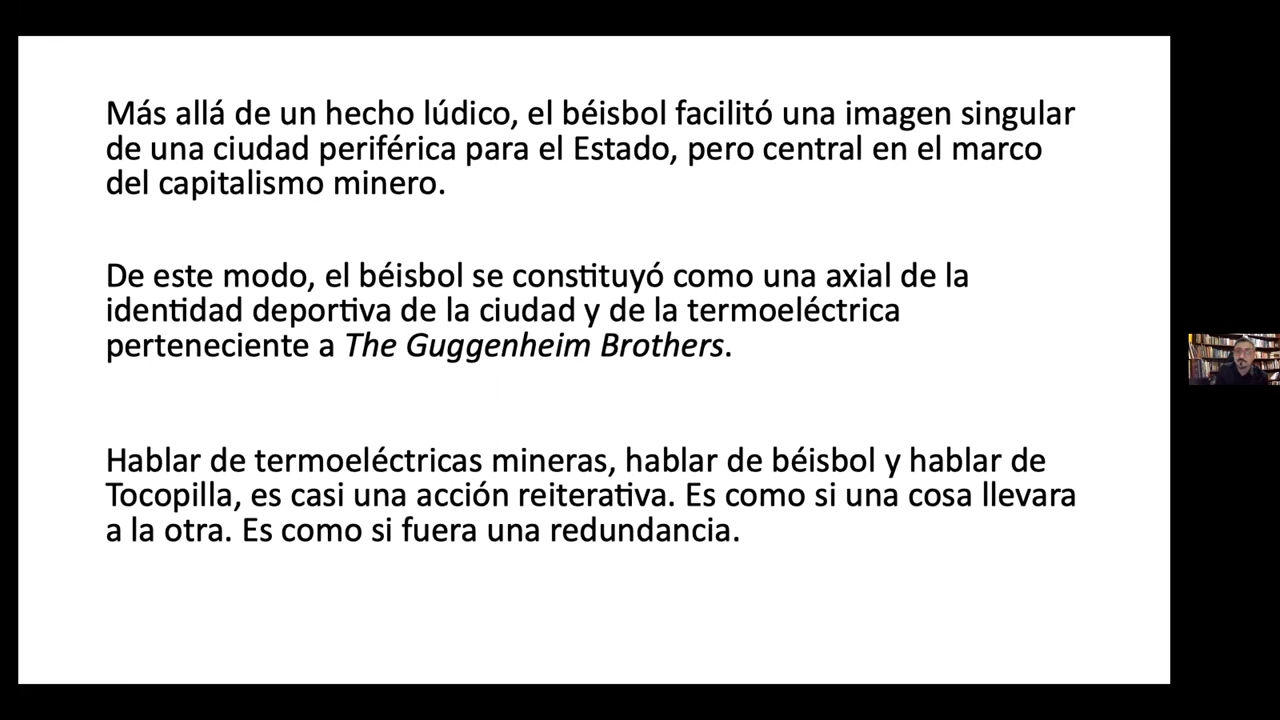 Más allá de un hecho lúdico, el béisbol facilitó una imagen singular
de una ciudad periférica para el Estado, pero central en el marco
del capitalismo minero.
De este modo, el béisbol se constituyó como una axial de la
identidad deportiva de la ciudad y de la termoeléctrica
perteneciente a The Guggenheim Brothers.
Hablar de termoeléctricas mineras, hablar de béisbol y hablar de
Tocopilla, es casi una acción reiterativa. Es como si una cosa llevara
a la otra. Es como si fuera una redundancia.